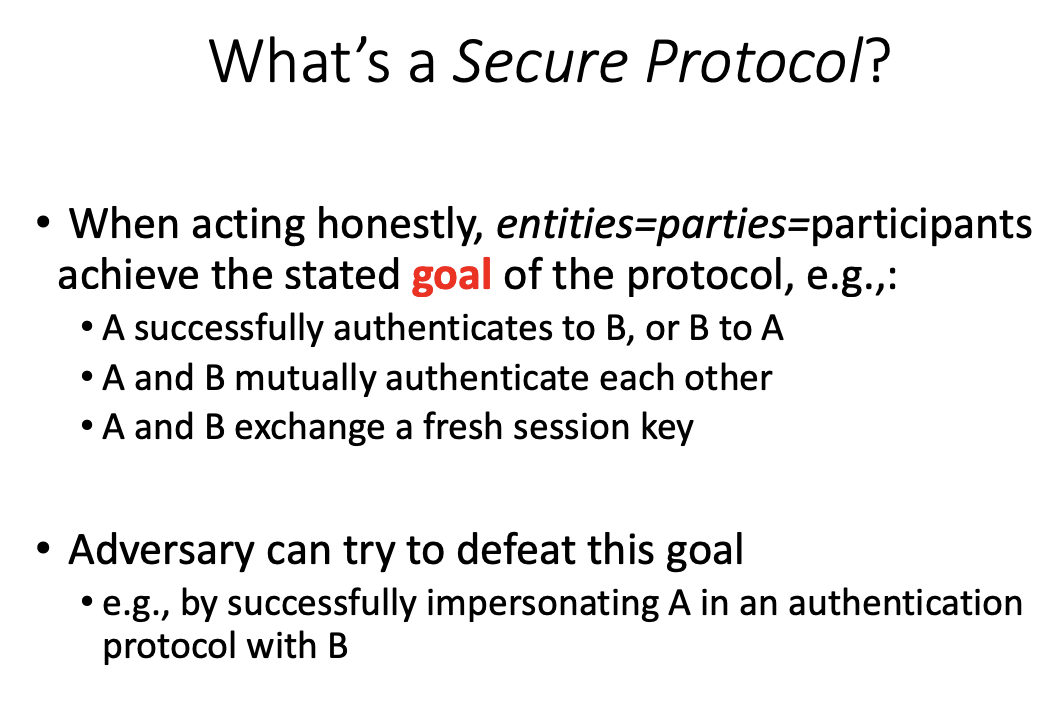 What's a Secure Protocol?
• When acting honestly, entities=parties=participants
achieve the stated goal of the protocol, e.g.,:
• A successfully authenticates to B, or B to A
• A and B mutually authenticate each other
• A and B exchange a fresh session key
• Adversary can try to defeat this goal
• e.g., by successfully impersonating A in an authentication
protocol with B